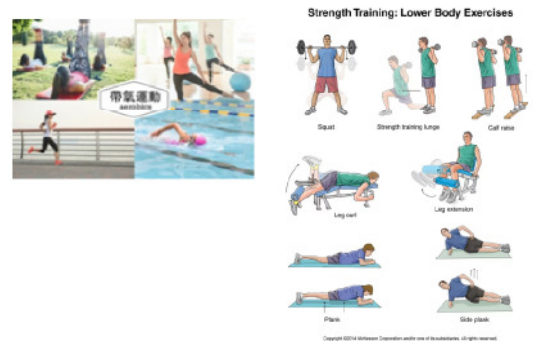 帶氧運動
aerobics
Strength Training: Lower Body Exercises
Squat
Strength training lunge
Calf raise
Leg curl
Leg extension
Plank
Side plank
Copyright ©2014 McKesson Corporation and/or one of its subsidiaries. All rights reserved.